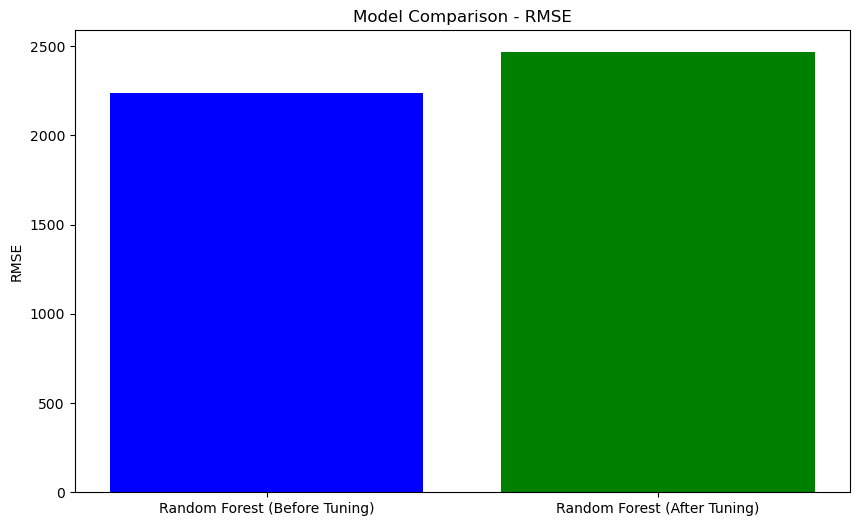 Model Comparison - RMSE
2500
2000
1500
1000
500
0
RMSE
Random Forest (Before Tuning)
Random Forest (After Tuning)